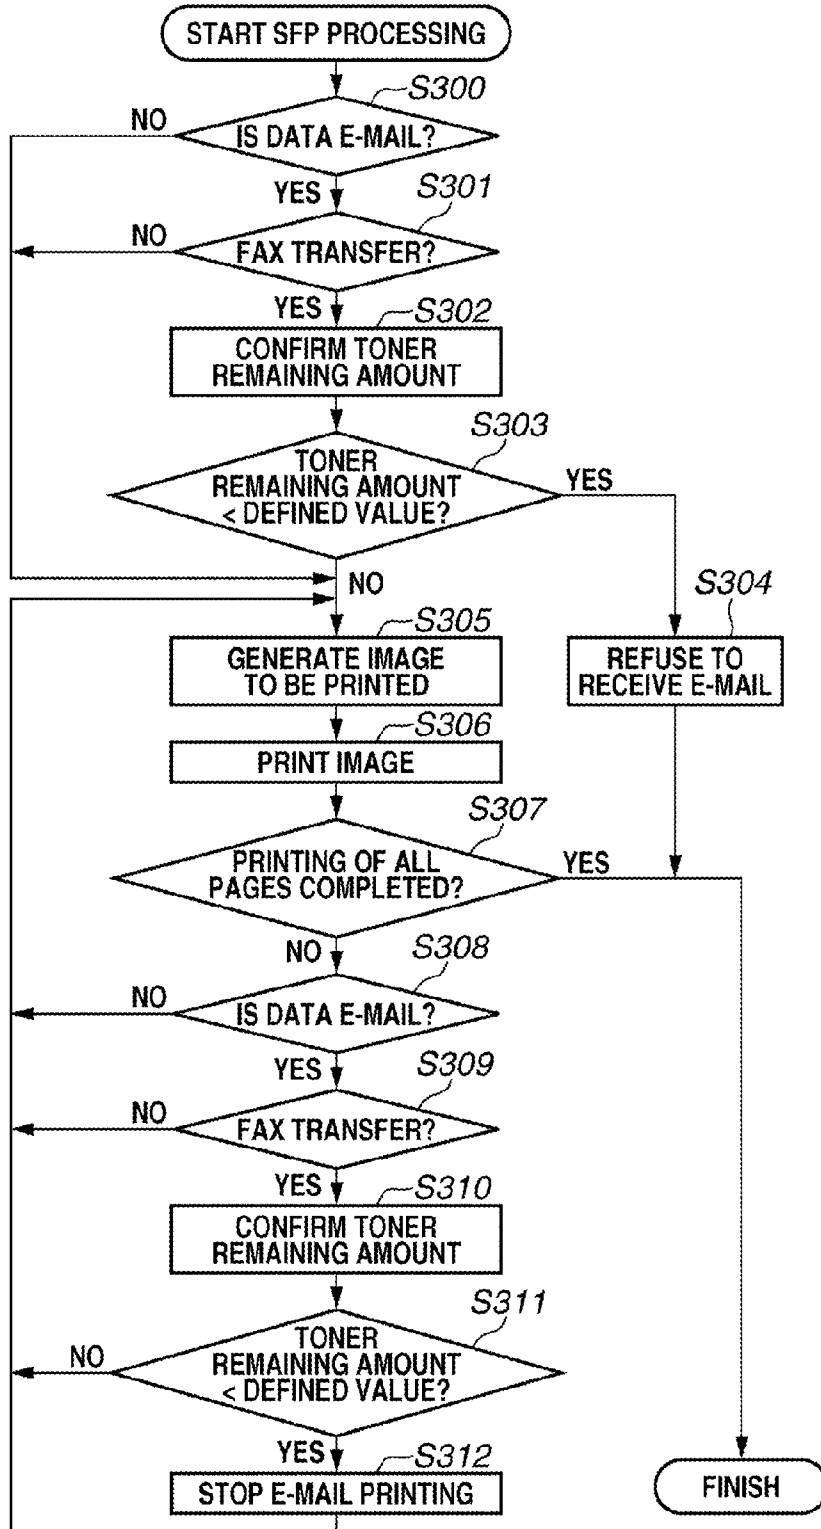 START SFP PROCESSING
S300
NO
IS DATA E-MAIL?
YES
S301
NO
FAX TRANSFER?
YES
S302
CONFIRM TONER
REMAINING AMOUNT
S303
TONER
REMAINING AMOUNT
< DEFINED VALUE?
YES
NO
S304
REFUSE TO
RECEIVE E-MAIL
S305
GENERATE IMAGE
TO BE PRINTED
S306
PRINT IMAGE
S307
PRINTING OF ALL
PAGES COMPLETED?
YES
NO
S308
NO
IS DATA E-MAIL?
YES
S309
NO
FAX TRANSFER?
YES
S310
CONFIRM TONER
REMAINING AMOUNT
S311
NO
TONER
REMAINING AMOUNT
< DEFINED VALUE?
YES
S312
STOP E-MAIL PRINTING
FINISH